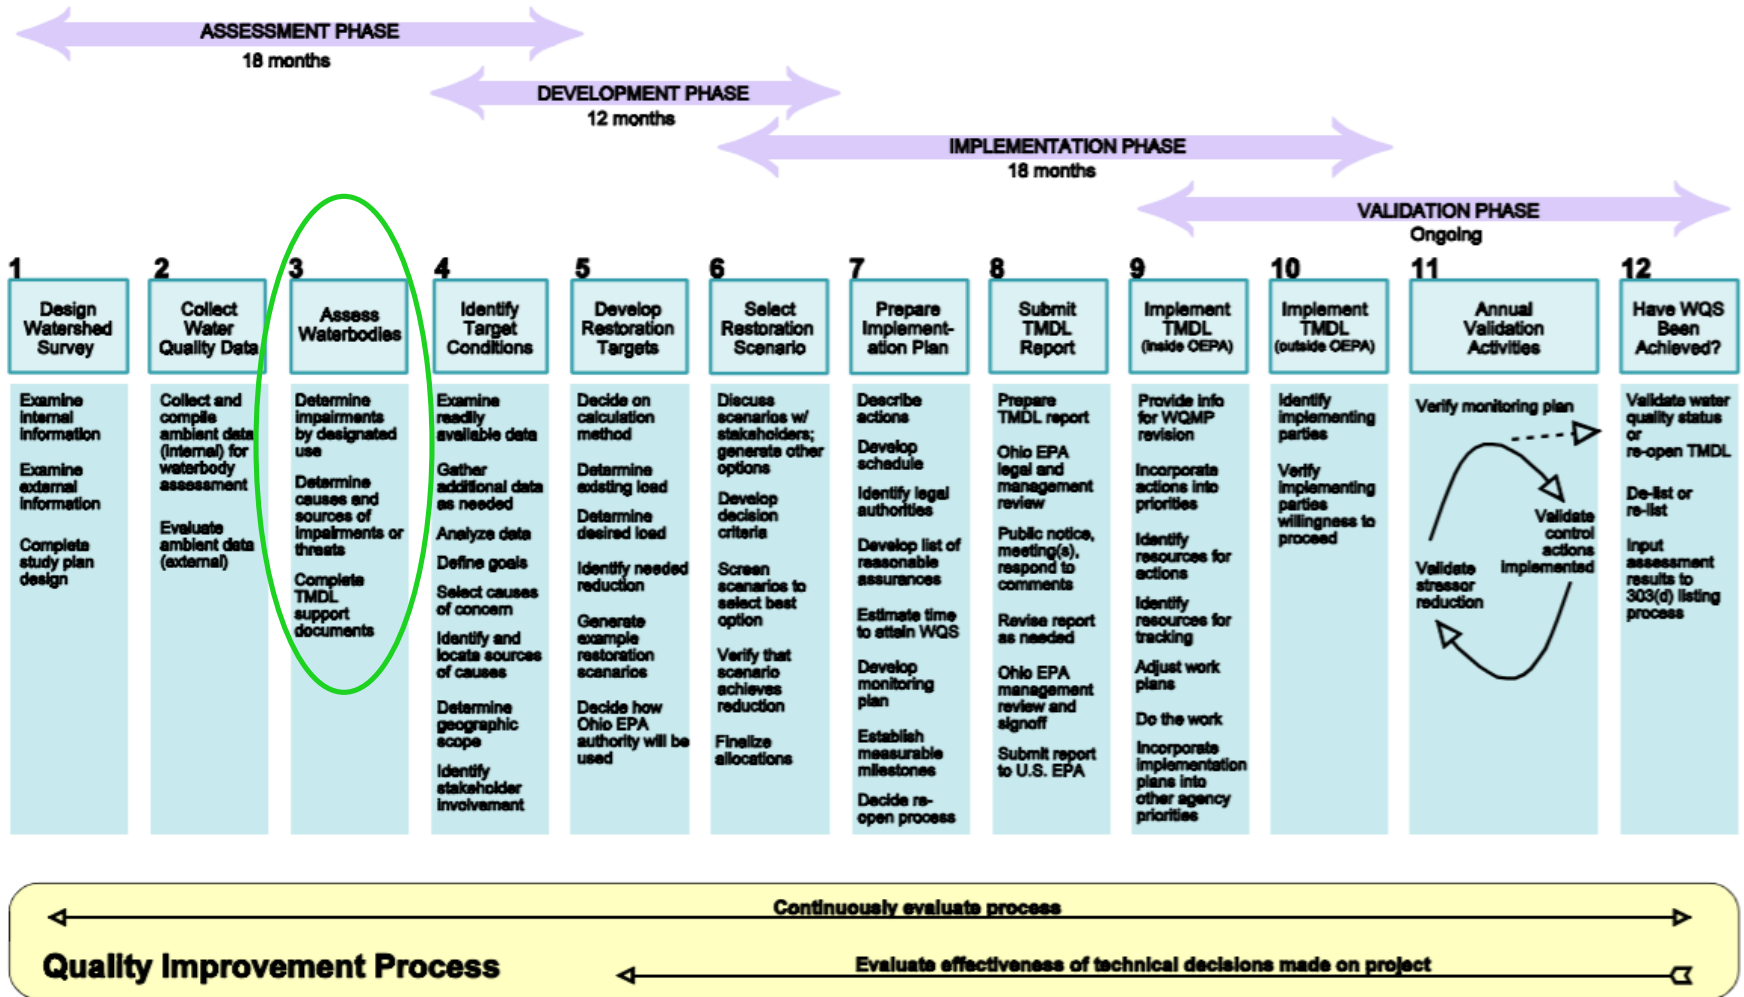 ASSESSMENT PHASE
18 months
DEVELOPMENT PHASE
12 months
IMPLEMENTATION PHASE
18 months
VALIDATION PHASE
Ongoing
1
Design
Watershed
Survey
Examine
internal
information
Examine
external
information
Complete
study plan
design
2
Collect
Water
Quality Data
Collect and
compile
ambient data
(internal) for
waterbody
assessment
Evaluate
ambient data
(external)
3
Assess
Waterbodies
Determine
impairments
by designated
use
Determine
causes and
sources of
impairments or
threats
Complete
TMDL
support
documents
4
Identify
Target
Conditions
Examine
readily
available data
Gather
additional data
as needed
Analyze data
Define goals
Select causes
of concern
Identify and
locate sources
of causes
Determine
geographic
scope
Identify
stakeholder
involvement
5
Develop
Restoration
Targets
Decide on
calculation
method
Determine
existing load
Determine
desired load
Identify needed
reduction
Generate
example
restoration
scenarios
Decide how
Ohio EPA
authority will be
used
6
Select
Restoration
Scenario
Discuss
scenarios w/
stakeholders;
generate other
options
Develop
decision
criteria
Screen
scenarios to
select best
option
Verify that
scenario
achieves
reduction
Finalize
allocations
7
Prepare
Implement-
ation Plan
Describe
actions
Develop
schedule
Identify legal
authorities
Develop list of
reasonable
assurances
Estimate time
to attain WQS
Develop
monitoring
plan
Establish
measurable
milestones
Decide re-
open process
8
Submit
TMDL
Report
Prepare
TMDL report
Ohio EPA
legal and
management
review
Public notice,
meeting(s),
respond to
comments
Revise report
as needed
Ohio EPA
management
review and
signoff
Submit report
to U.S. EPA
9
Implement
TMDL
(inside OEPA)
Provide info
for WQMP
revision
Incorporate
actions into
priorities
Identify
resources for
actions
Identify
resources for
tracking
Adjust work
plans
Do the work
Incorporate
implementation
plans into
other agency
priorities
10
Implement
TMDL
(outside OEPA)
Identify
implementing
parties
Verify
implementing
parties
willingness to
proceed
11
Annual
Validation
Activities
Verify monitoring plan
Validate
control
actions
implemented
Validate
stressor
reduction
12
Have WQS
Been
Achieved?
Validate water
quality status
or
re-open TMDL
De-list or
re-list
Input
assessment
results to
303(d) listing
process
Continuously evaluate process
Quality Improvement Process
Evaluate effectiveness of technical decisions made on project